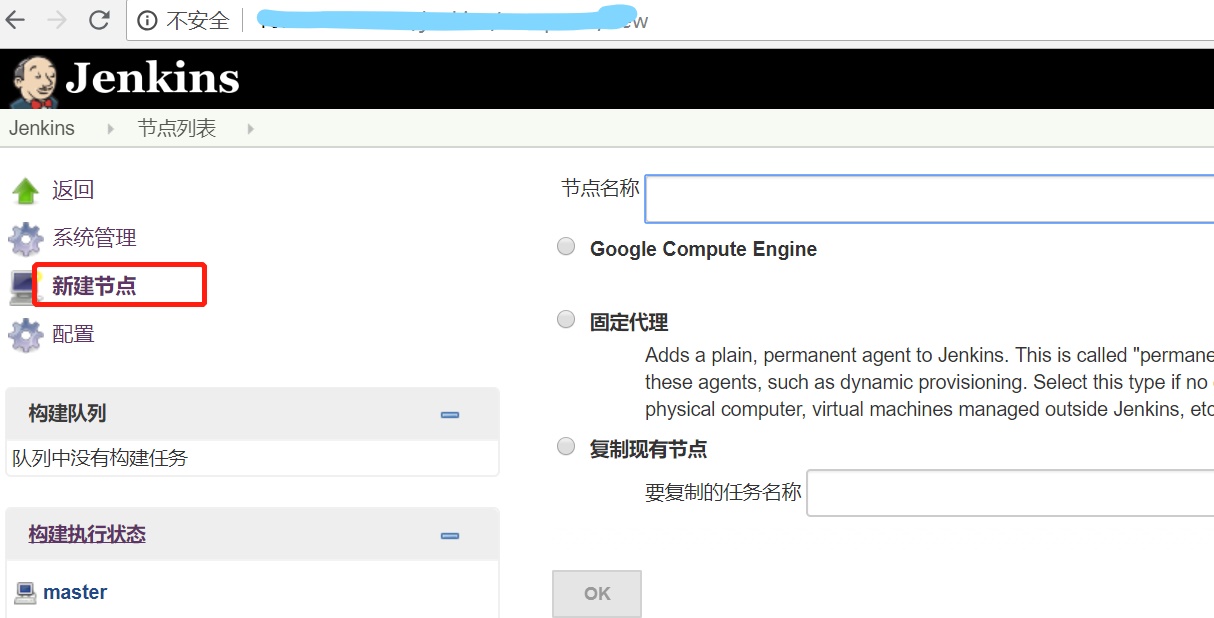 不安全
Jenkins
Jenkins
节点列表
返回
系统管理
新建节点
配置
构建队列
队列中没有构建任务
构建执行状态
master
节点名称
Google Compute Engine
固定代理
Adds a plain, permanent agent to Jenkins. This is called "permane
these agents, such as dynamic provisioning. Select this type if no
physical computer, virtual machines managed outside Jenkins, etc
复制现有节点
要复制的任务名称
OK